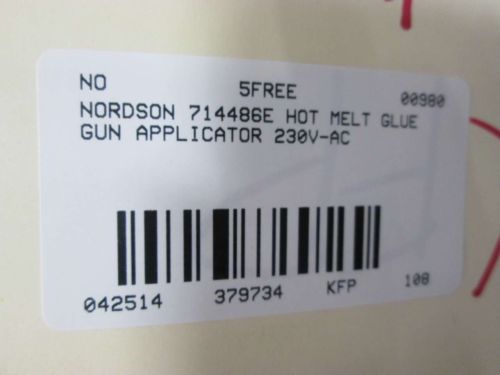 NO 5FREE 00980
NORDSON 714486E HOT MELT GLUE
GUN APPLICATOR 230V-AC
042514 379734 KFP 108